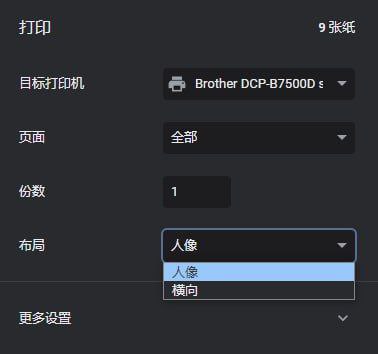 打印 9 张纸
目标打印机 Brother DCP-B7500D s
页面 全部
份数 1
布局 人像
人像
横向
更多设置